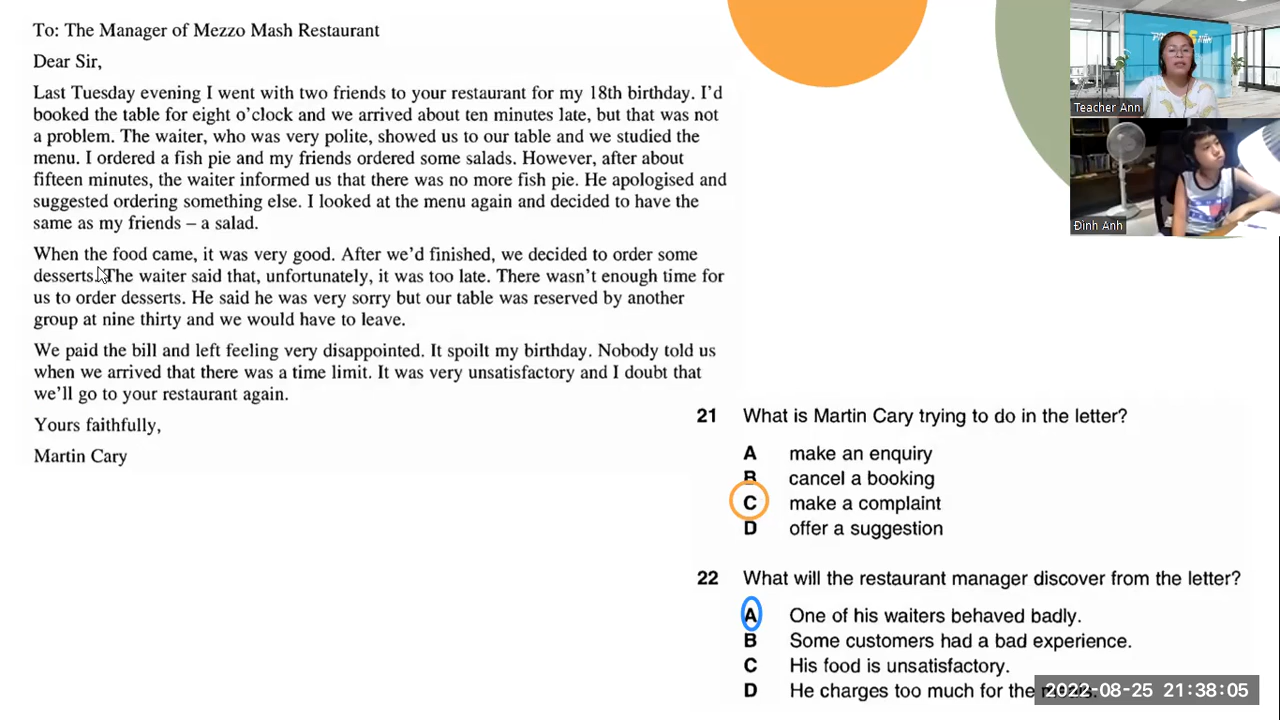 To: The Manager of Mezzo Mash Restaurant
Dear Sir,
Last Tuesday evening I went with two friends to your restaurant for my 18th birthday. I'd
booked the table for eight o'clock and we arrived about ten minutes late, but that was not
a problem. The waiter, who was very polite, showed us to our table and we studied the
menu. I ordered a fish pie and my friends ordered some salads. However, after about
fifteen minutes, the waiter informed us that there was no more fish pie. He apologised and
suggested ordering something else. I looked at the menu again and decided to have the
same as my friends – a salad.
When the food came, it was very good. After we'd finished, we decided to order some
desserts. The waiter said that, unfortunately, it was too late. There wasn't enough time for
us to order desserts. He said he was very sorry but our table was reserved by another
group at nine thirty and we would have to leave.
We paid the bill and left feeling very disappointed. It spoilt my birthday. Nobody told us
when we arrived that there was a time limit. It was very unsatisfactory and I doubt that
we'll go to your restaurant again.
Yours faithfully,
Martin Cary
21 What is Martin Cary trying to do in the letter?
A make an enquiry
B cancel a booking
C make a complaint
D offer a suggestion
22 What will the restaurant manager discover from the letter?
A One of his waiters behaved badly.
B Some customers had a bad experience.
C His food is unsatisfactory.
D He charges too much for the
Teacher Ann
Đình Anh
2022-08-25 21:38:05